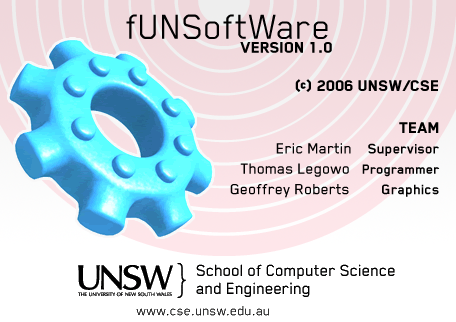 fUNSoftWare
VERSION 1.0
(c) 2006 UNSW/CSE
TEAM
Eric Martin Supervisor
Thomas Legowo Programmer
Geoffrey Roberts Graphics
UNSW
THE UNIVERSITY OF NEW SOUTH WALES
School of Computer Science
and Engineering
www.cse.unsw.edu.au